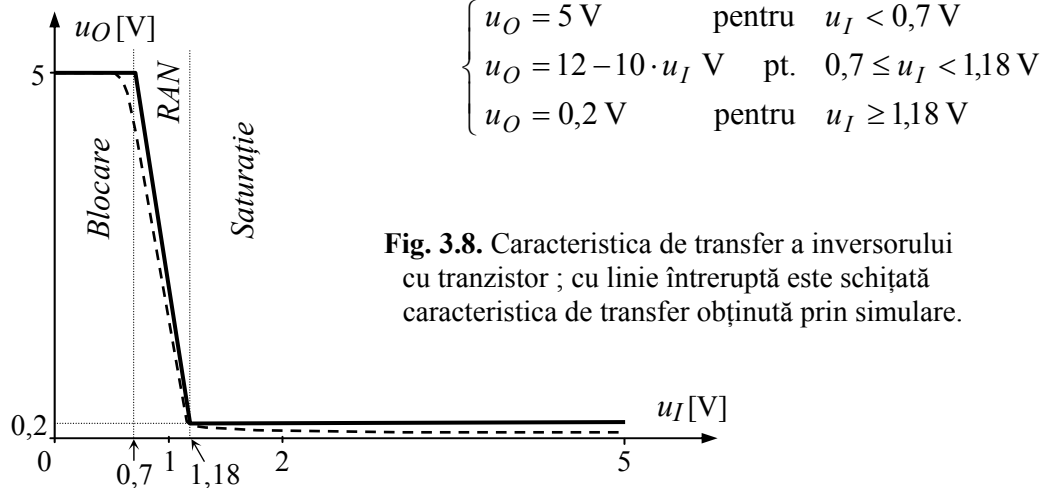 u_O [V]
5
Blocare
RAN
Saturație
0,2
0
0,7
1
1,18
2
5
u_I [V]
u_O = 5 V pentru u_I < 0,7 V
u_O = 12 – 10 · u_I V pt. 0,7 ≤ u_I < 1,18 V
u_O = 0,2 V pentru u_I ≥ 1,18 V
Fig. 3.8. Caracteristica de transfer a inversorului
cu tranzistor ; cu linie întreruptă este schițată
caracteristica de transfer obținută prin simulare.